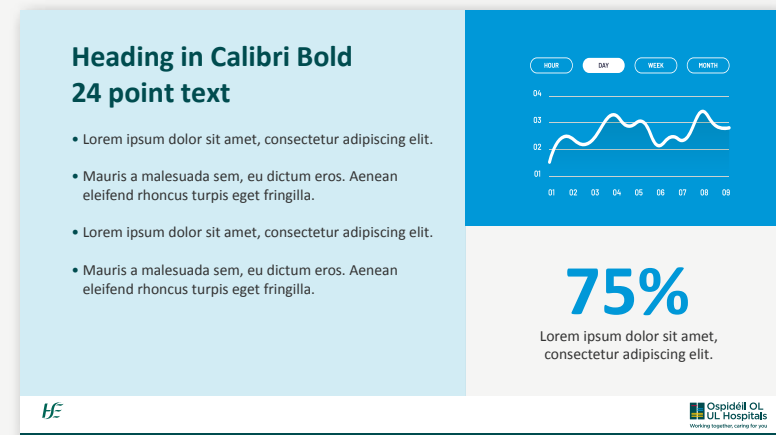 Heading in Calibri Bold
24 point text
• Lorem ipsum dolor sit amet, consectetur adipiscing elit.
• Mauris a malesuada sem, eu dictum eros. Aenean
eleifend rhoncus turpis eget fringilla.
• Lorem ipsum dolor sit amet, consectetur adipiscing elit.
• Mauris a malesuada sem, eu dictum eros. Aenean
eleifend rhoncus turpis eget fringilla.
HOUR DAY WEEK MONTH
04
03
02
01
01 02 03 04 05 06 07 08 09
75%
Lorem ipsum dolor sit amet,
consectetur adipiscing elit.
Ospidéil OL
UL Hospitals
Working together, caring for you